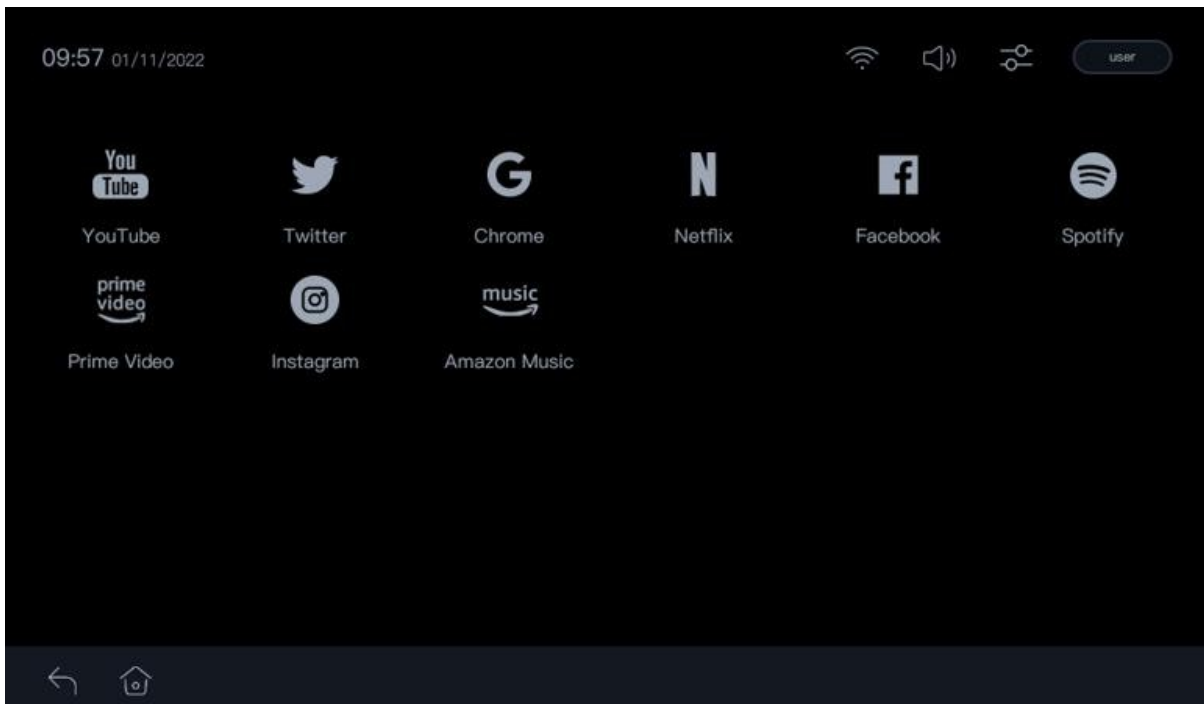 09:57 01/11/2022
user
You
Tube
YouTube
Twitter
G
Chrome
N
Netflix
f
Facebook
Spotify
prime
video
Prime Video
Instagram
music
Amazon Music